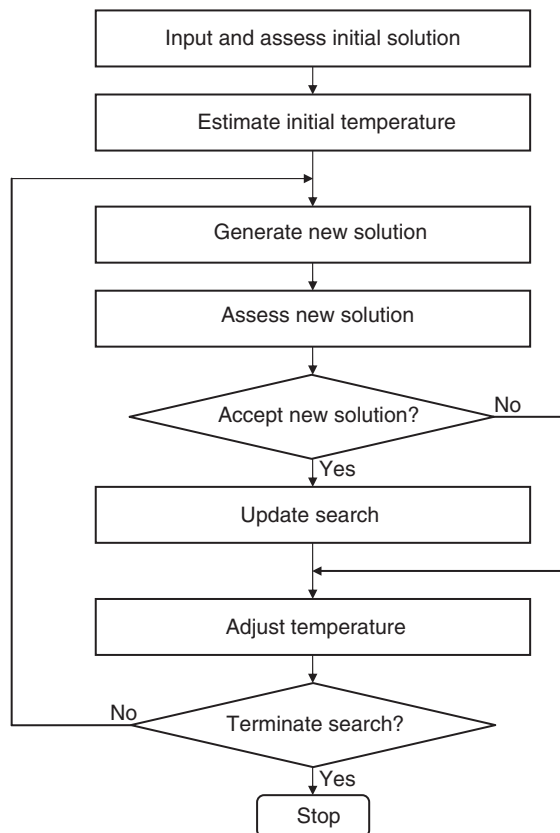 Input and assess initial solution
Estimate initial temperature
Generate new solution
Assess new solution
Accept new solution?
No
Yes
Update search
Adjust temperature
No
Terminate search?
Yes
Stop